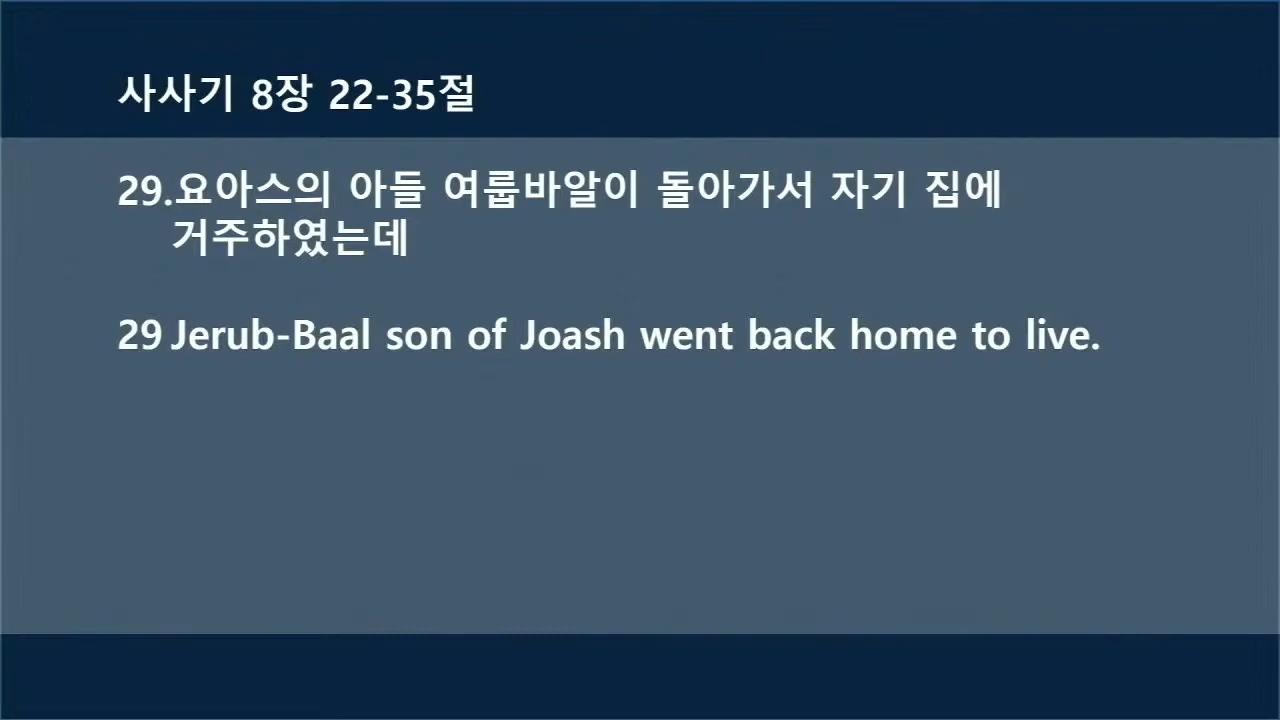 사사기 8장 22-35절
29.요아스의 아들 여룹바알이 돌아가서 자기 집에
거주하였는데
29 Jerub-Baal son of Joash went back home to live.